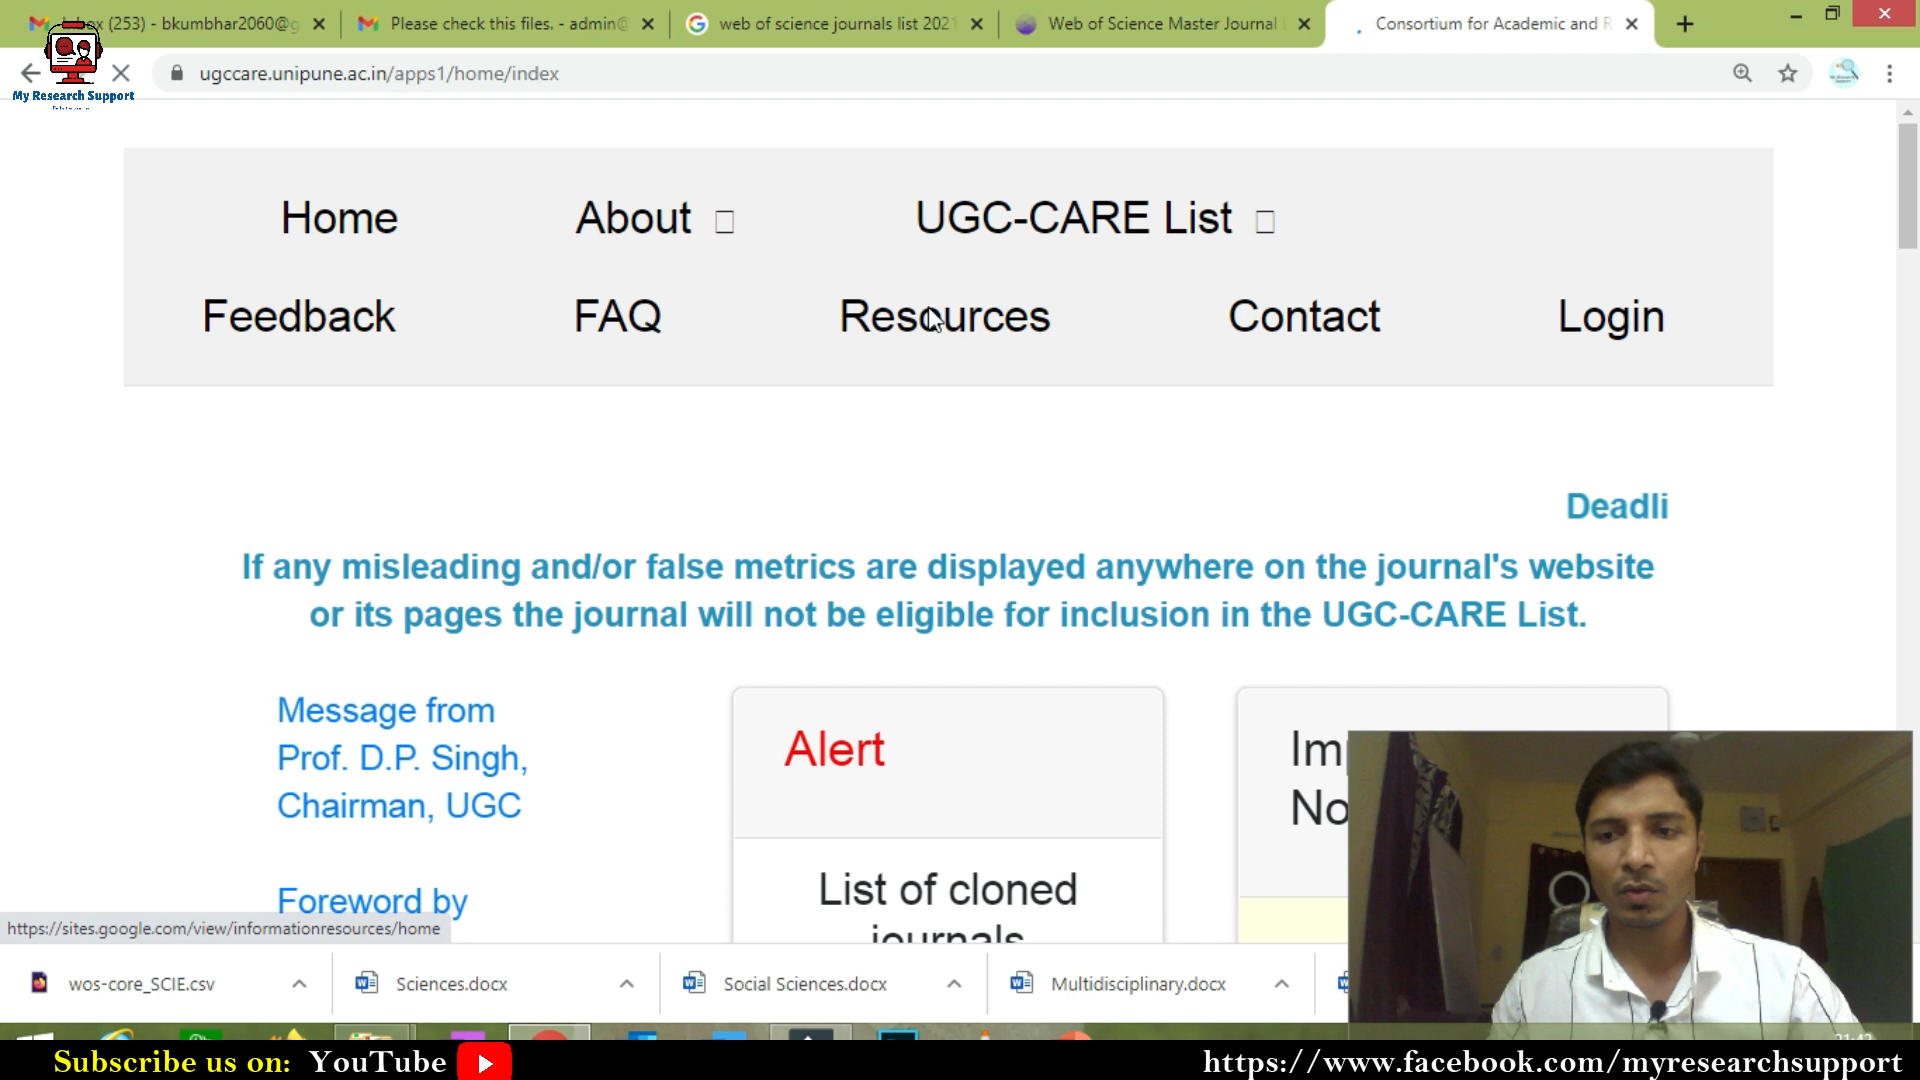 (253) - bkumbhar2060@g
Please check this files. - admin@
web of science journals list 2021
Web of Science Master Journal
Consortium for Academic and R
ugccare.unipune.ac.in/apps1/home/index
My Research Support
Home
About
UGC-CARE List
Feedback
FAQ
Resources
Contact
Login
Deadli
If any misleading and/or false metrics are displayed anywhere on the journal's website
or its pages the journal will not be eligible for inclusion in the UGC-CARE List.
Message from
Prof. D.P. Singh,
Chairman, UGC
Foreword by
Alert
List of cloned
journals
Im
No
https://sites.google.com/view/informationresources/home
wos-core_SCIE.csv
Sciences.docx
Social Sciences.docx
Multidisciplinary.docx
Subscribe us on: YouTube
https://www.facebook.com/myresearchsupport